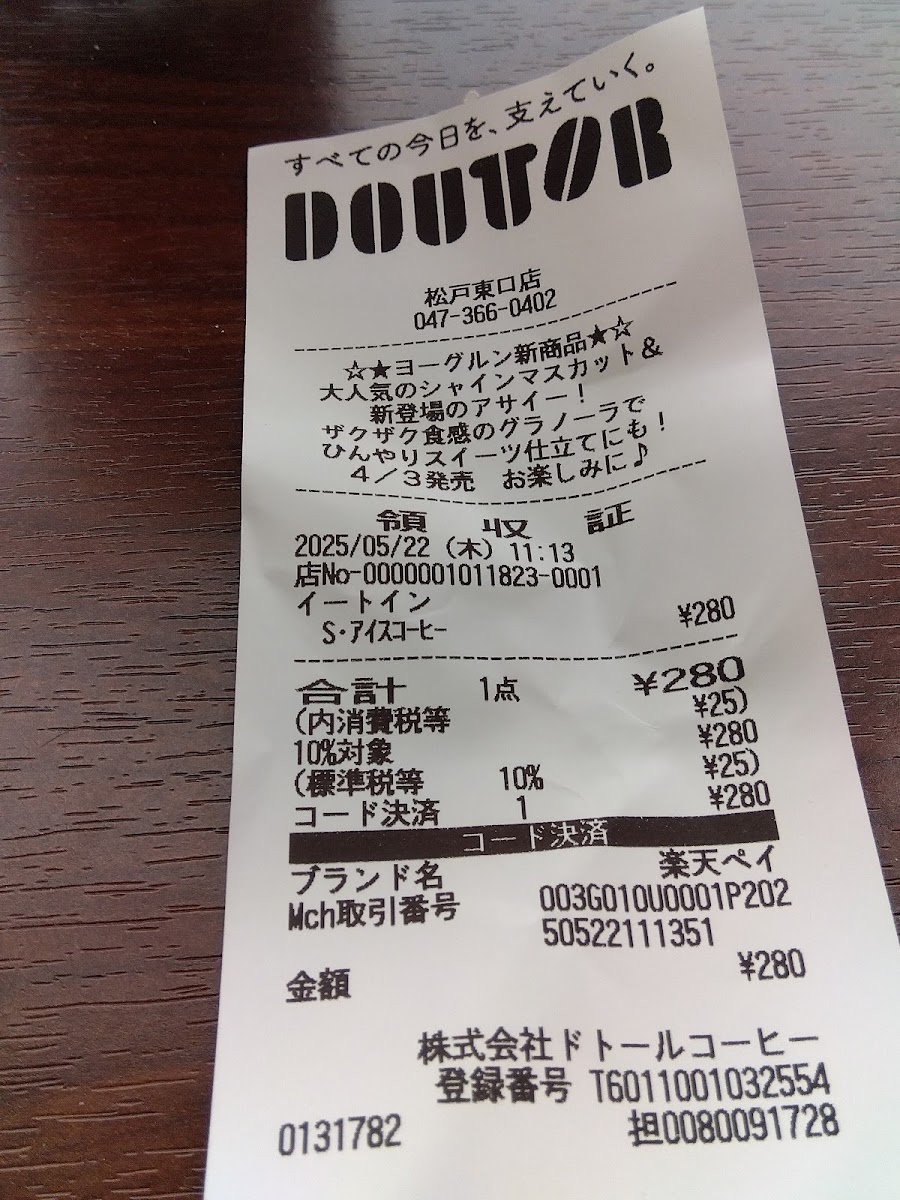 すべての今日を、支えていく。
DOUTOR
松戸東口店
047-366-0402
☆★ヨーグルン新商品★☆
大人気のシャインマスカット&
新登場のアサイー!
ザクザク食感のグラノーラで
ひんやりスイーツ仕立てにも!
4/3発売 お楽しみに♪
領 収 証
2025/05/22 (木) 11:13
店No-0000001011823-0001
イートイン
S・アイスコーヒー ¥280
合計 1点 ¥280
(内消費税等 ¥25)
10%対象 ¥280
(標準税等 10% ¥25)
コード決済 1 ¥280
コード決済
ブランド名 楽天ペイ
Mch取引番号 003G010U0001P202
50522111351
金額 ¥280
株式会社ドトールコーヒー
登録番号 T6011001032554
0131782 担0080091728